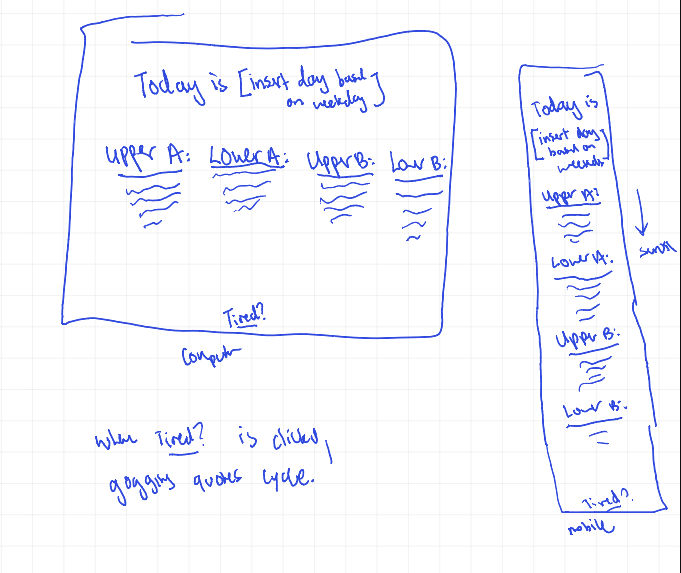 Today is [insert day based
on weekday]
Upper A: Lower A: Upper B: Low B:
Tired?
Computer
When Tired? is clicked,
goggins quotes cycle.
Today is
[insert day
based on
weekday]
Upper A:
Lower A:
Upper B:
Low B:
Tired?
mobile
scroll